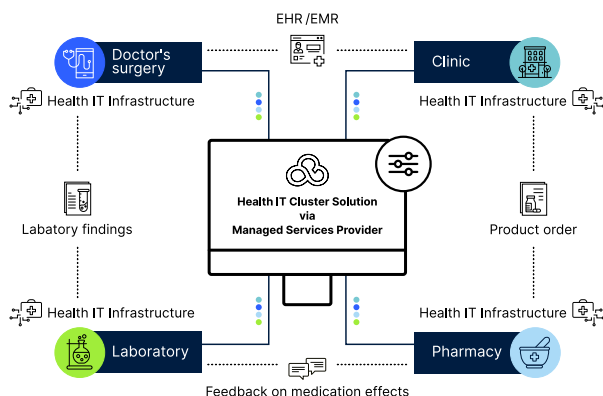 EHR /EMR
Doctor's
surgery
Clinic
Health IT Infrastructure
Health IT Infrastructure
Health IT Cluster Solution
via
Managed Services Provider
Labatory findings
Product order
Health IT Infrastructure
Health IT Infrastructure
Laboratory
Pharmacy
Feedback on medication effects